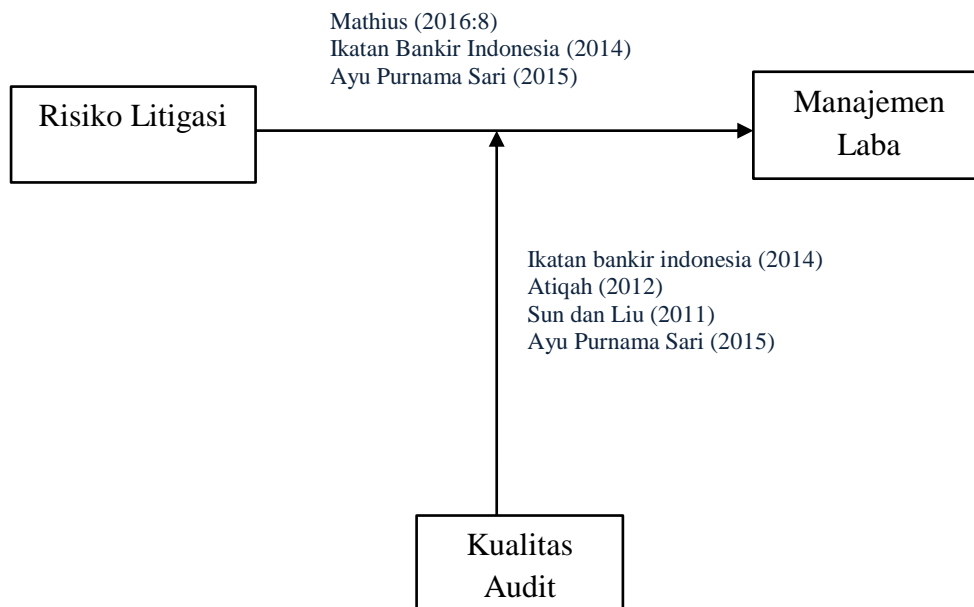 Mathius (2016:8)
Ikatan Bankir Indonesia (2014)
Ayu Purnama Sari (2015)
Risiko Litigasi
Manajemen
Laba
Ikatan bankir indonesia (2014)
Atiqah (2012)
Sun dan Liu (2011)
Ayu Purnama Sari (2015)
Kualitas
Audit